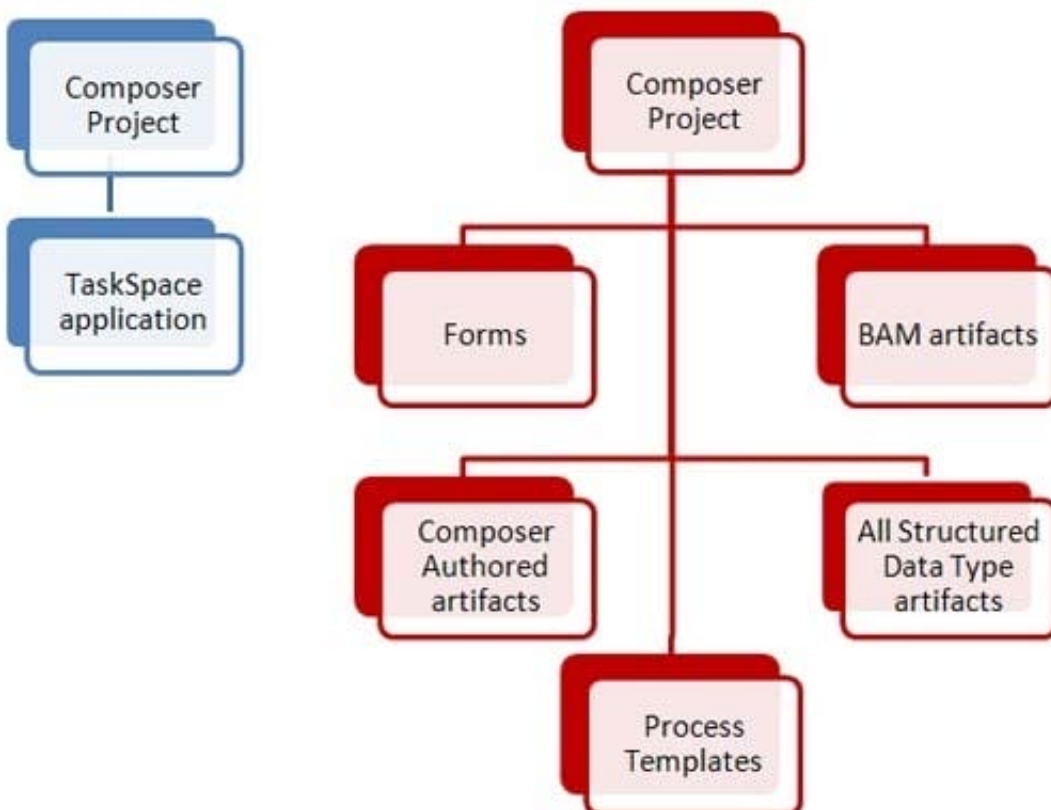 Composer
Project
TaskSpace
application
Composer
Project
Forms
BAM artifacts
Composer
Authored
artifacts
All Structured
Data Type
artifacts
Process
Templates